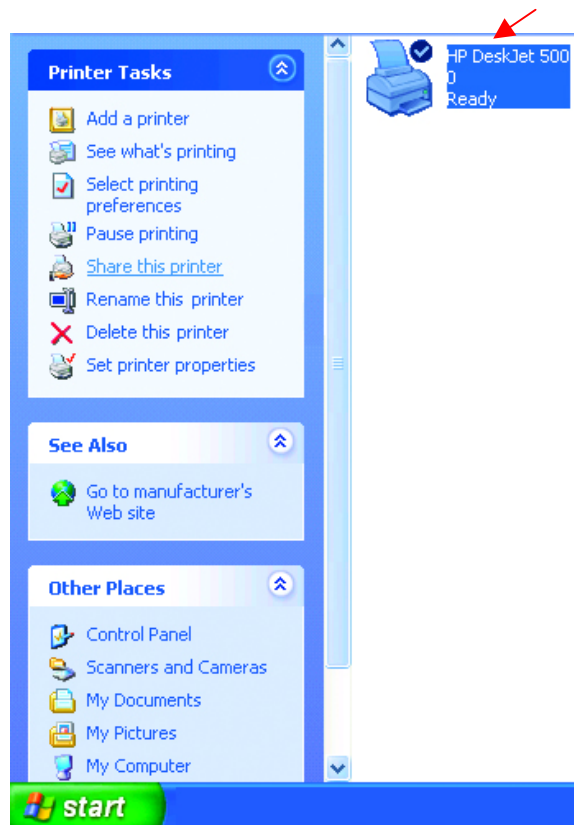 Printer Tasks
Add a printer
See what's printing
Select printing
preferences
Pause printing
Share this printer
Rename this printer
Delete this printer
Set printer properties
See Also
Go to manufacturer's
Web site
Other Places
Control Panel
Scanners and Cameras
My Documents
My Pictures
My Computer
HP DeskJet 500
0
Ready
start